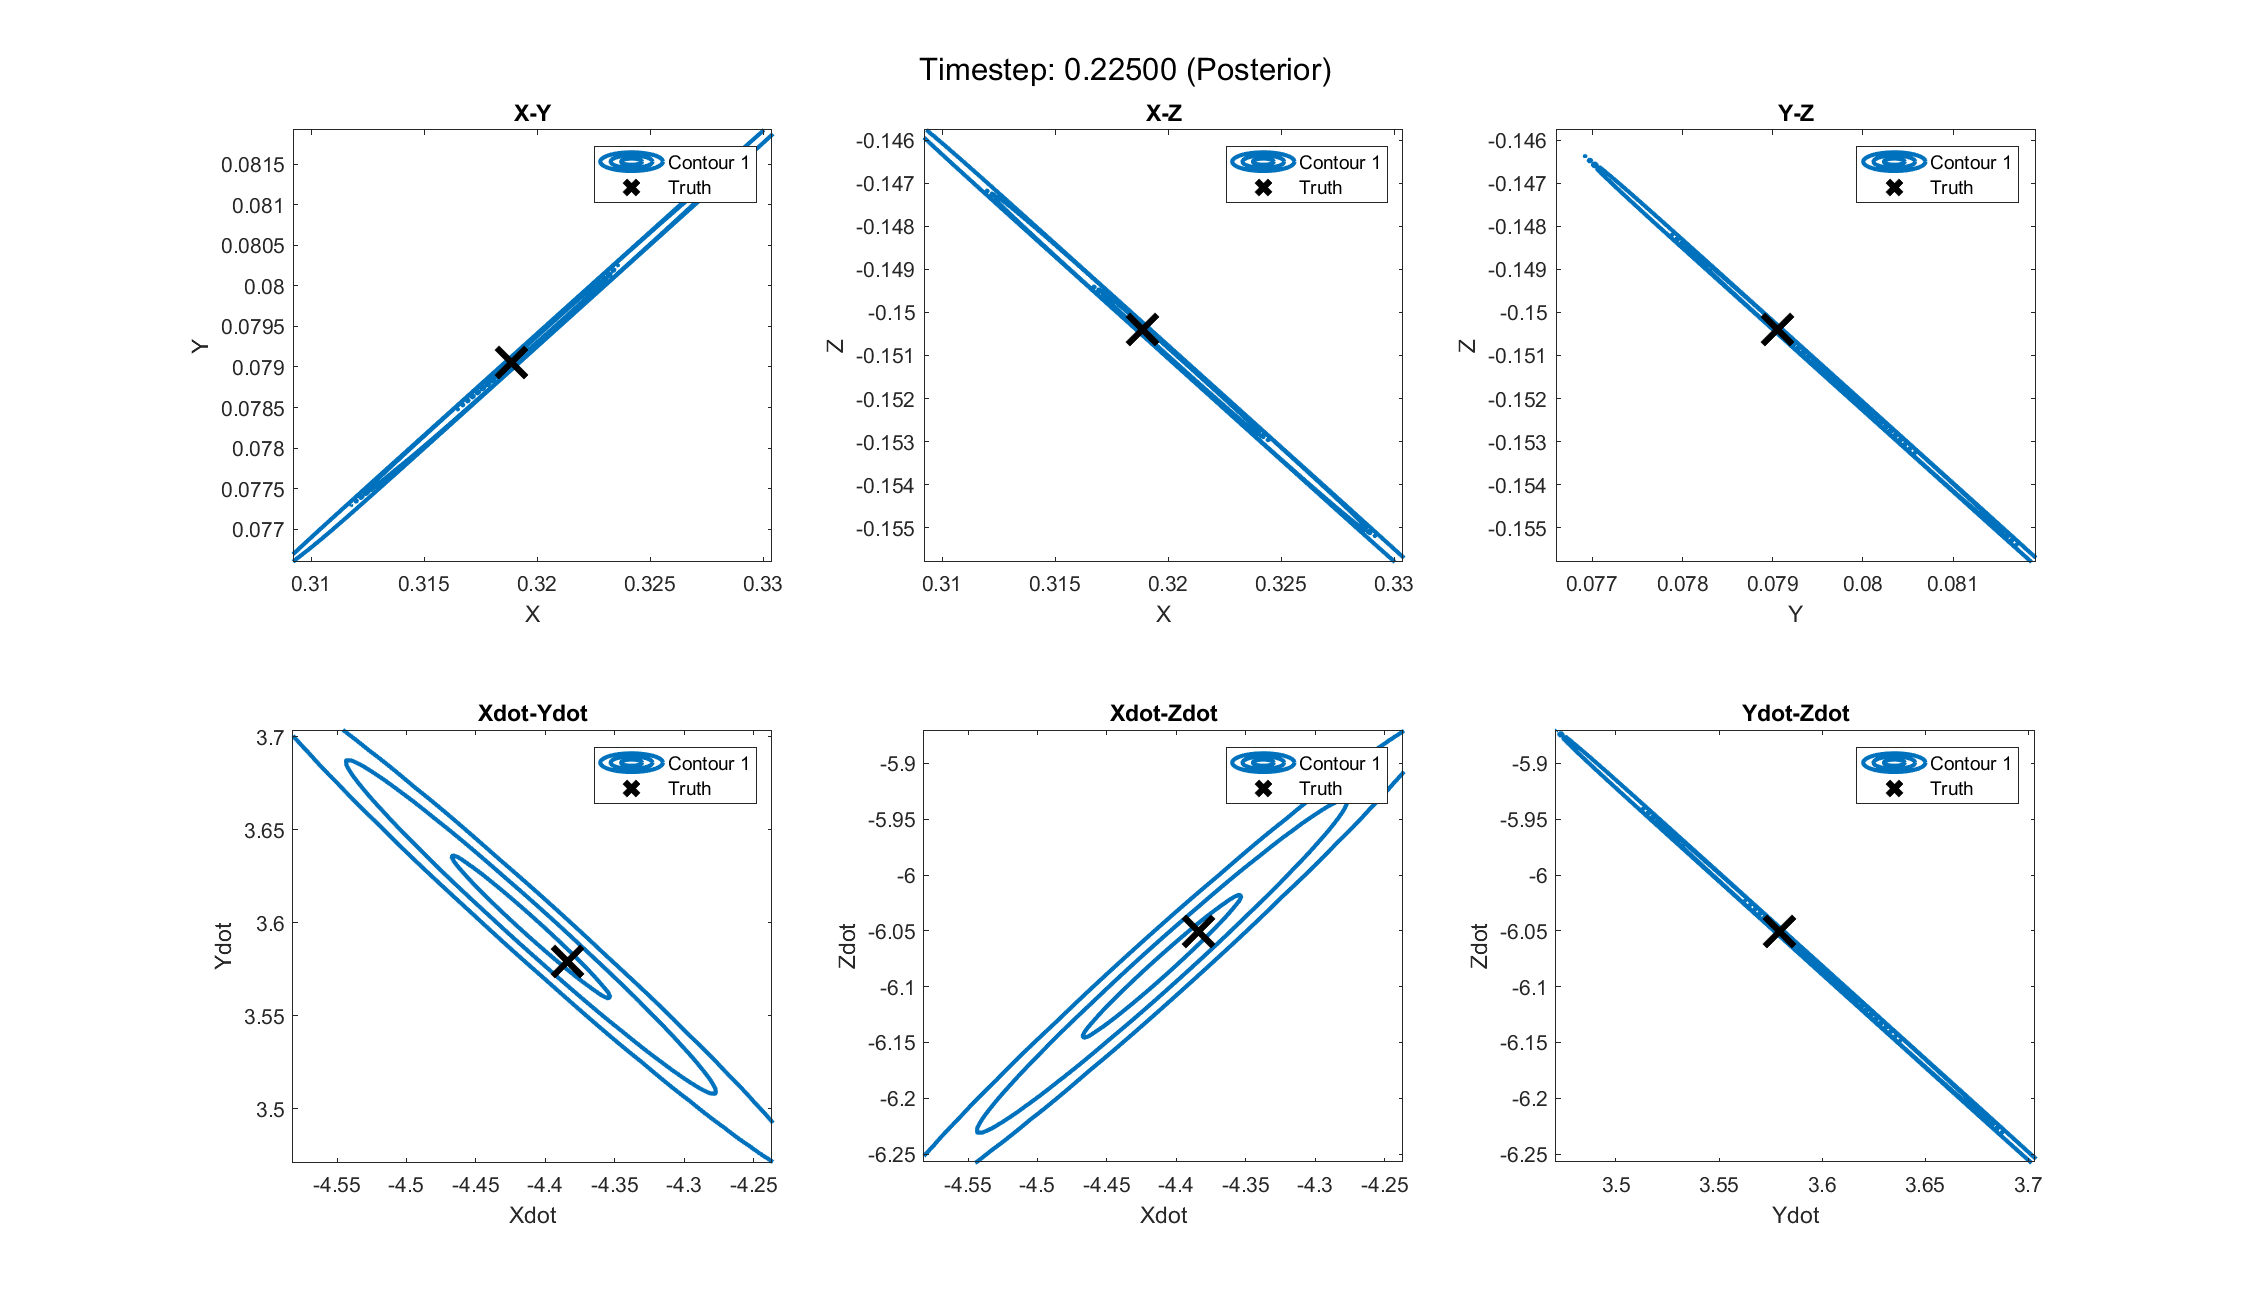 Timestep: 0.22500 (Posterior)
X-Y
0.0815
0.081
0.0805
0.08
0.0795
0.079
0.0785
0.078
0.0775
0.077
Y
0.31
0.315
0.32
0.325
0.33
X
Contour 1
Truth
X-Z
-0.146
-0.147
-0.148
-0.149
-0.15
-0.151
-0.152
-0.153
-0.154
-0.155
Z
0.31
0.315
0.32
0.325
0.33
X
Contour 1
Truth
Y-Z
-0.146
-0.147
-0.148
-0.149
-0.15
-0.151
-0.152
-0.153
-0.154
-0.155
Z
0.077
0.078
0.079
0.08
0.081
Y
Contour 1
Truth
Xdot-Ydot
3.7
3.65
3.6
3.55
3.5
Ydot
-4.55
-4.5
-4.45
-4.4
-4.35
-4.3
-4.25
Xdot
Contour 1
Truth
Xdot-Zdot
-5.9
-5.95
-6
-6.05
-6.1
-6.15
-6.2
-6.25
Zdot
-4.55
-4.5
-4.45
-4.4
-4.35
-4.3
-4.25
Xdot
Contour 1
Truth
Ydot-Zdot
-5.9
-5.95
-6
-6.05
-6.1
-6.15
-6.2
-6.25
Zdot
3.5
3.55
3.6
3.65
3.7
Ydot
Contour 1
Truth